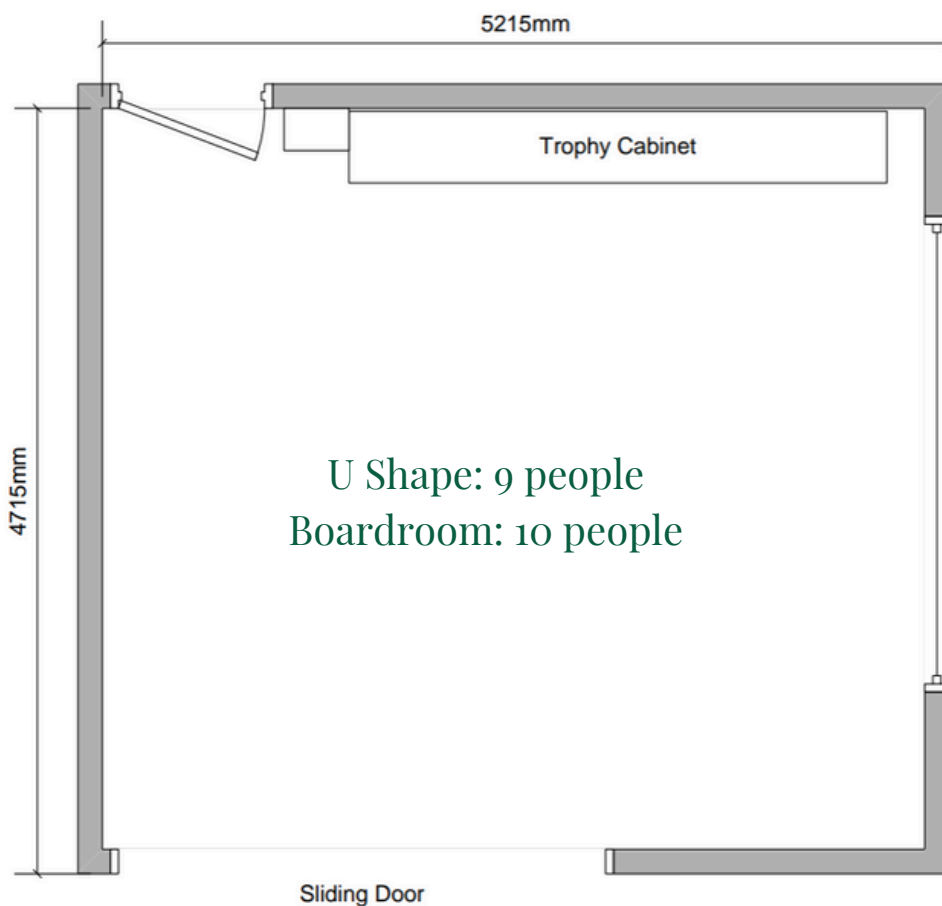 5215mm
Trophy Cabinet
4715mm
U Shape: 9 people
Boardroom: 10 people
Sliding Door